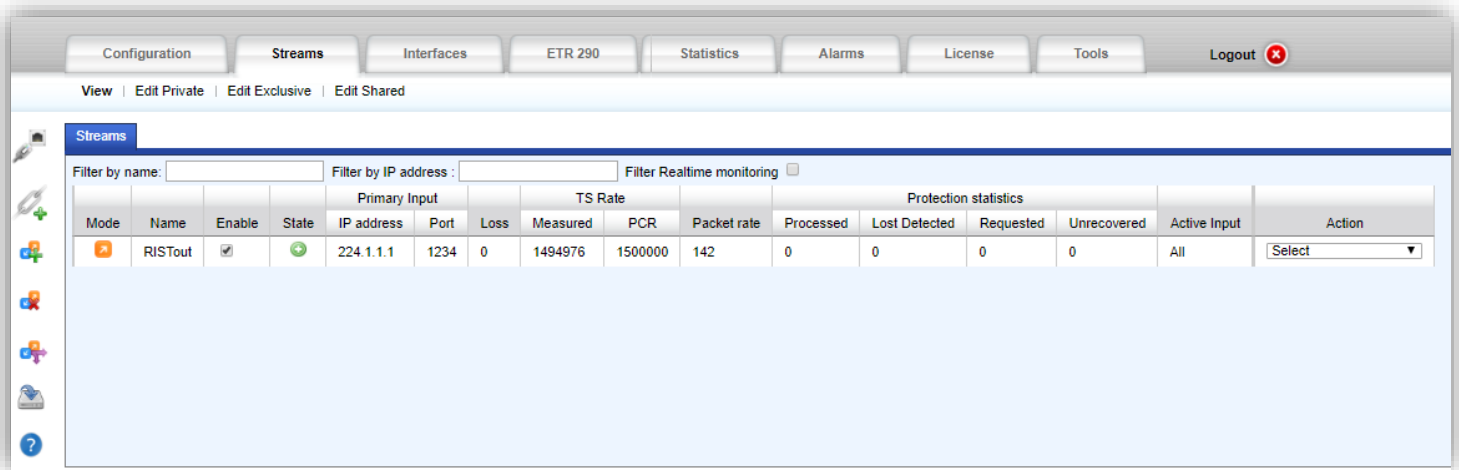 Configuration Streams Interfaces ETR 290 Statistics Alarms License Tools Logout
View | Edit Private | Edit Exclusive | Edit Shared
Streams
Filter by name: Filter by IP address : Filter Realtime monitoring
Primary Input TS Rate Protection statistics
Mode Name Enable State IP address Port Loss Measured PCR Packet rate Processed Lost Detected Requested Unrecovered Active Input Action
RISTout 224.1.1.1 1234 0 1494976 1500000 142 0 0 0 0 All Select